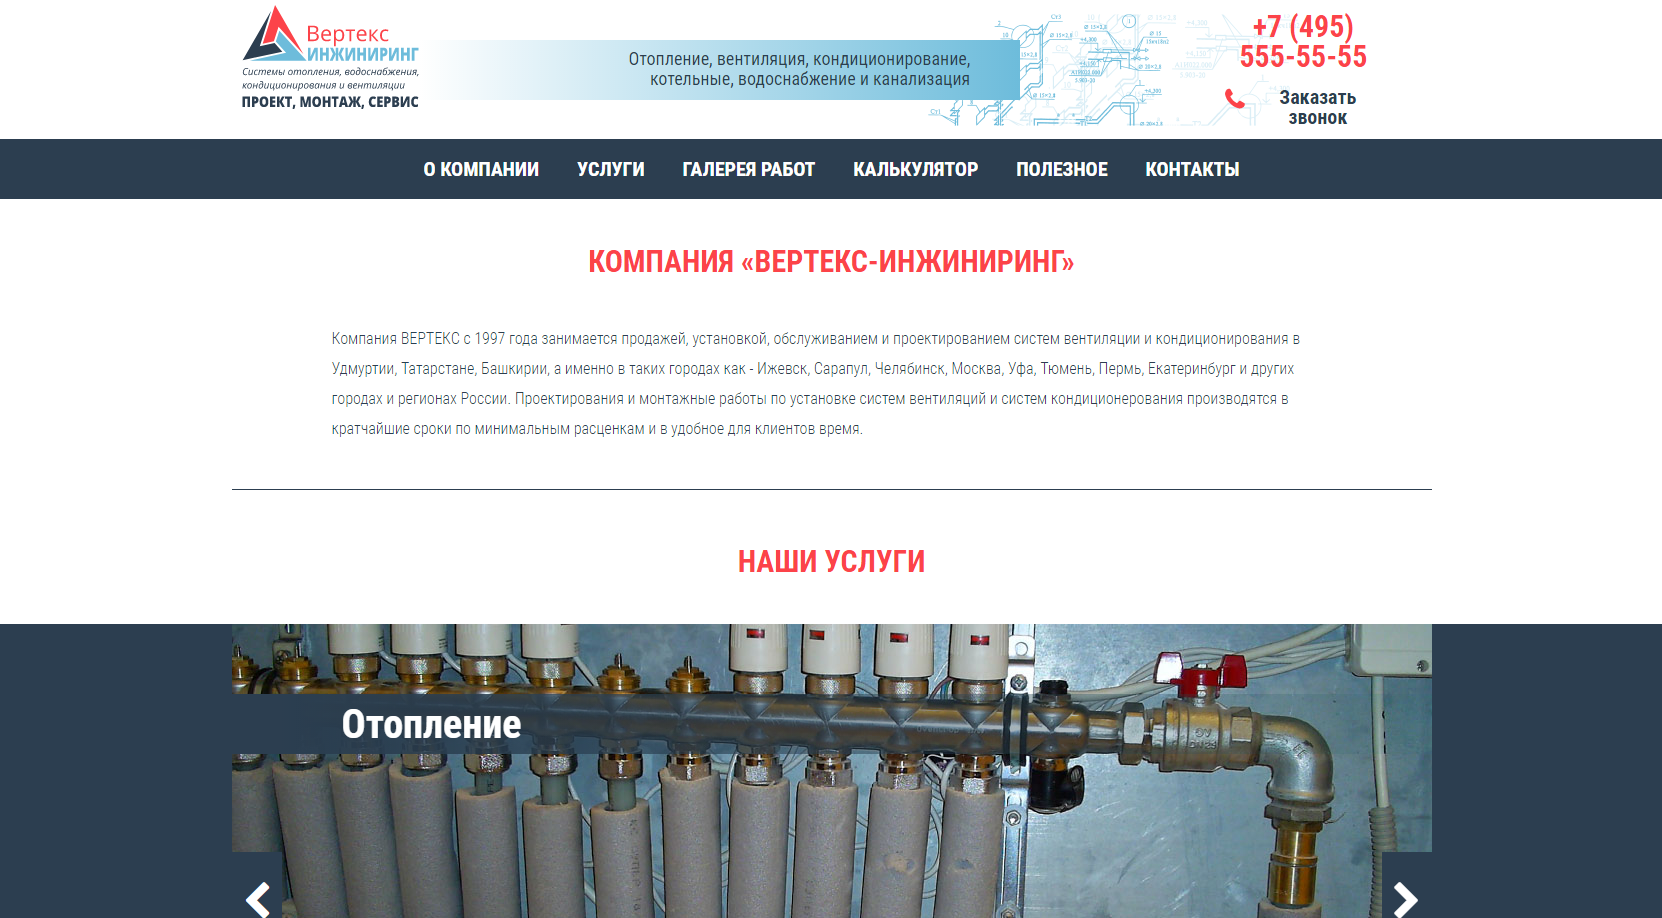 Вертекс
ИНЖИНИРИНГ
Системы отопления, водоснабжения,
кондиционирования и вентиляции
ПРОЕКТ, МОНТАЖ, СЕРВИС
Отопление, вентиляция, кондиционирование,
котельные, водоснабжение и канализация
+7 (495)
555-55-55
Заказать
звонок
О КОМПАНИИ УСЛУГИ ГАЛЕРЕЯ РАБОТ КАЛЬКУЛЯТОР ПОЛЕЗНОЕ КОНТАКТЫ
КОМПАНИЯ «ВЕРТЕКС-ИНЖИНИРИНГ»
Компания ВЕРТЕКС с 1997 года занимается продажей, установкой, обслуживанием и проектированием систем вентиляции и кондиционирования в
Удмуртии, Татарстане, Башкирии, а именно в таких городах как - Ижевск, Сарапул, Челябинск, Москва, Уфа, Тюмень, Пермь, Екатеринбург и других
городах и регионах России. Проектирования и монтажные работы по установке систем вентиляций и систем кондиционерования производятся в
кратчайшие сроки по минимальным расценкам и в удобное для клиентов время.
НАШИ УСЛУГИ
Отопление